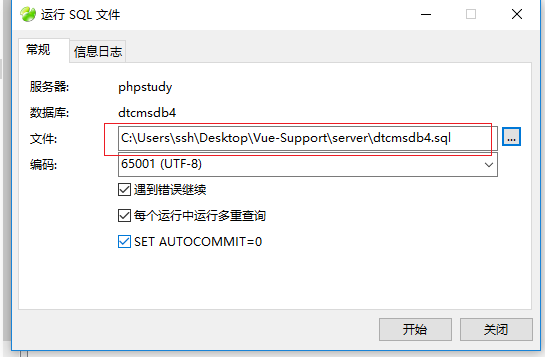 运行 SQL 文件
常规 信息日志
服务器: phpstudy
数据库: dtcmsdb4
文件: C:\Users\ssh\Desktop\Vue-Support\server\dtcmsdb4.sql ...
编码: 65001 (UTF-8)
遇到错误继续
每个运行中运行多重查询
SET AUTOCOMMIT=0
开始 关闭